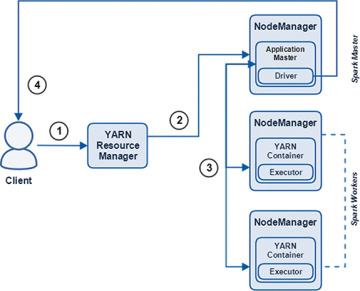 NodeManager
Application
Master
Driver
Spark Master
4
1
2
YARN
Resource
Manager
Client
NodeManager
YARN
Container
Executor
3
Spark Workers
NodeManager
YARN
Container
Executor